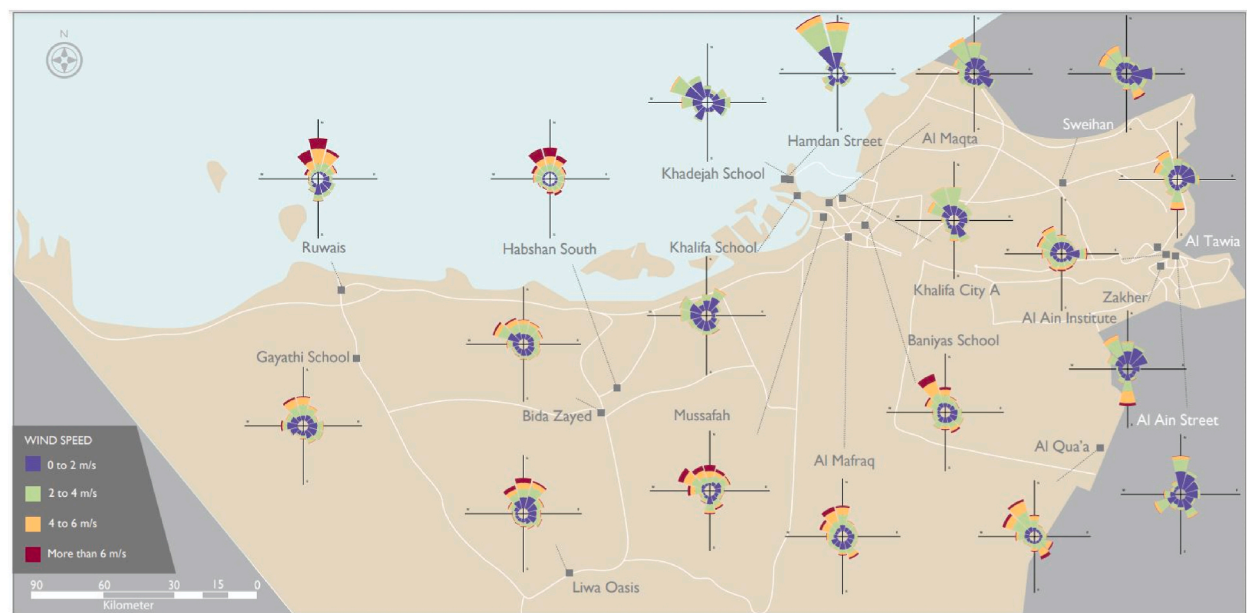 N
Hamdan Street
Al Maqta
Sweihan
Khadejah School
Ruwais
Habshan South
Khalifa School
Al Tawia
Khalifa City A
Zakher
Al Ain Institute
Gayathi School
Baniyas School
Bida Zayed
Mussafah
Al Ain Street
WIND SPEED
0 to 2 m/s
2 to 4 m/s
4 to 6 m/s
More than 6 m/s
Al Mafraq
Al Qua'a
Liwa Oasis
90 60 30 15 0
Kilometer